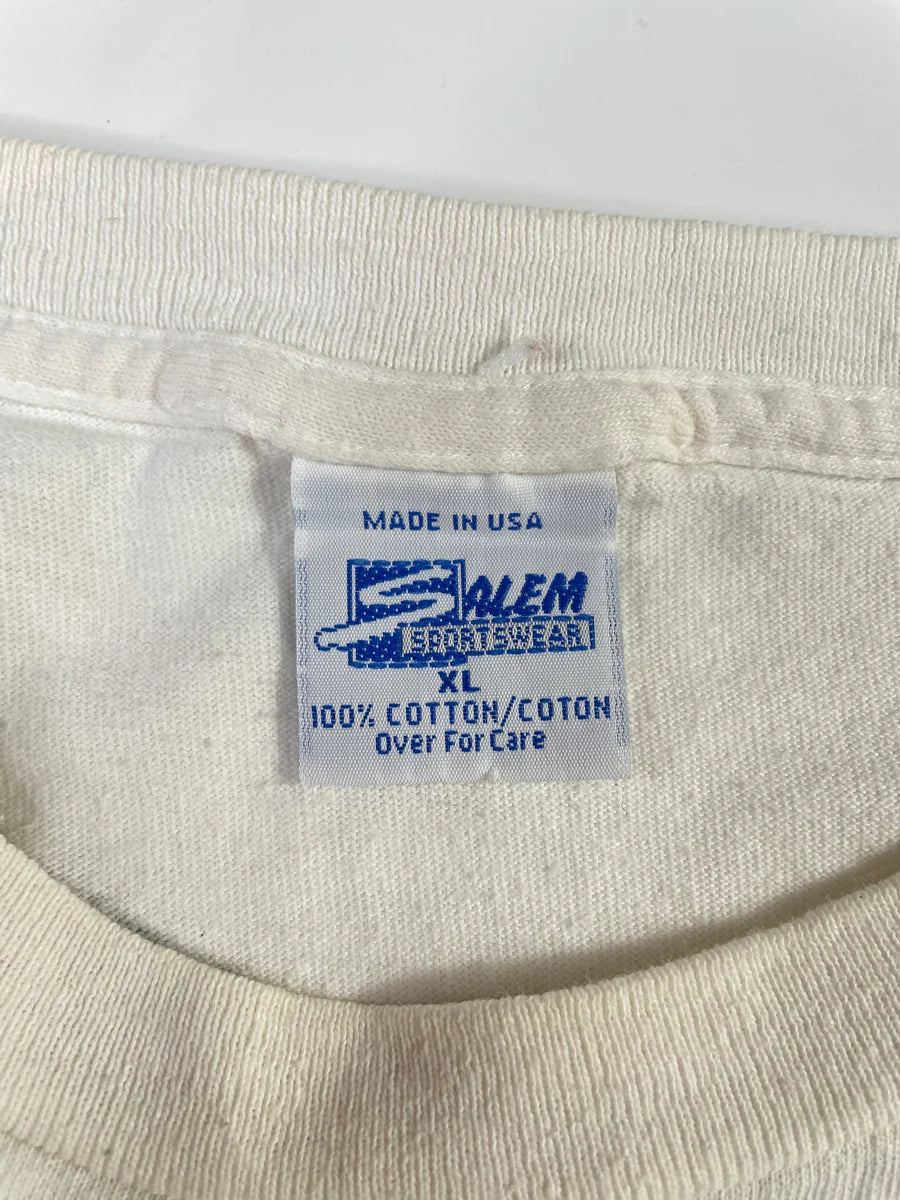 MADE IN USA
SALEM
SPORTSWEAR
XL
100% COTTON/COTON
Over For Care